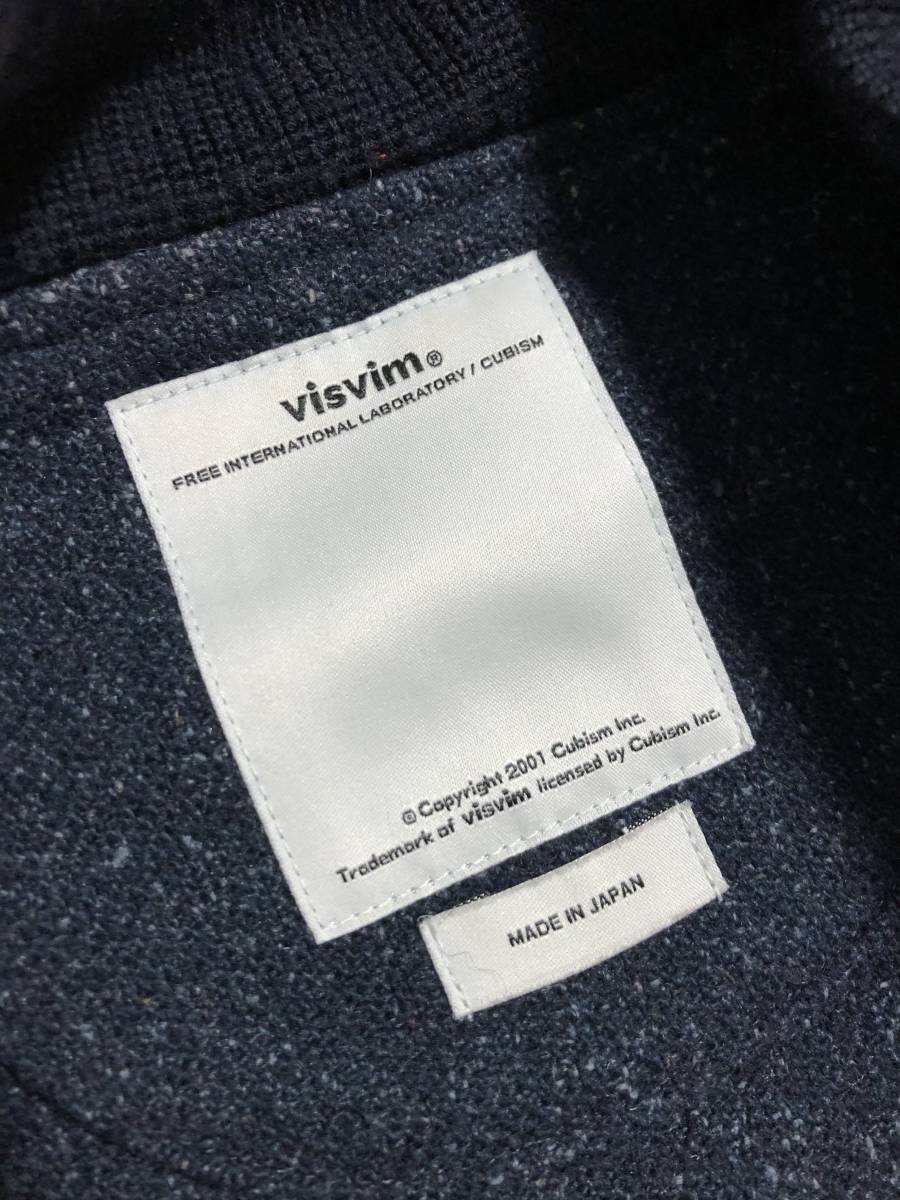 visvim®
FREE INTERNATIONAL LABORATORY / CUBISM
© Copyright 2001 Cubism Inc.
Trademark of visvim licensed by Cubism Inc.
MADE IN JAPAN